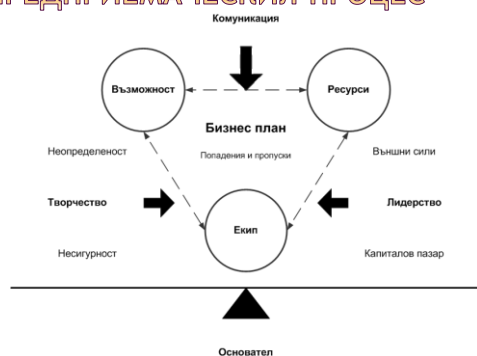 Комуникация
Възможност
Ресурси
Бизнес план
Неопределеност
Попадения и пропуски
Външни сили
Творчество
Лидерство
Екип
Несигурност
Капиталов пазар
Основател